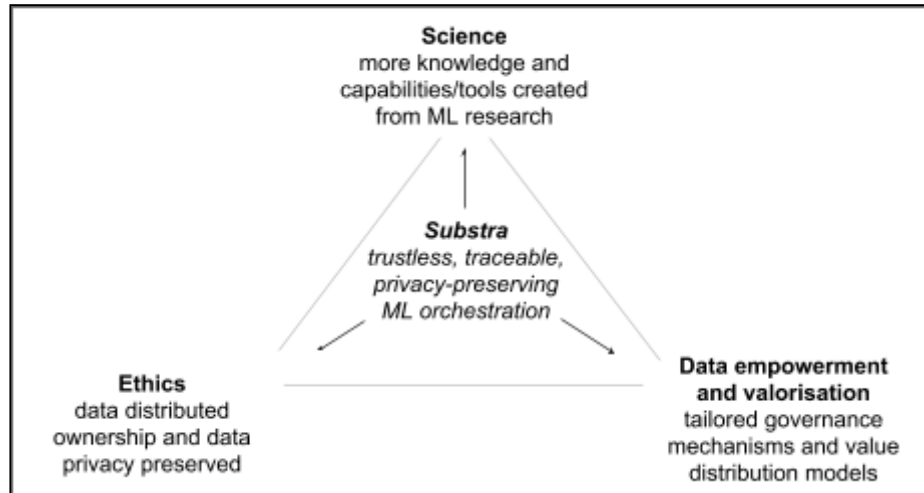 Science
more knowledge and
capabilities/tools created
from ML research
Substra
trustless, traceable,
privacy-preserving
ML orchestration
Ethics
data distributed
ownership and data
privacy preserved
Data empowerment
and valorisation
tailored governance
mechanisms and value
distribution models